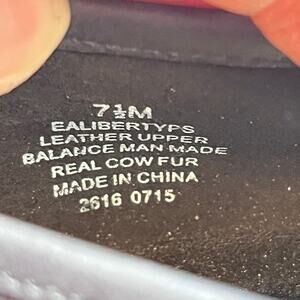 7½M
EALIBERTYPS
LEATHER UPPER
BALANCE MAN MADE
REAL COW FUR
MADE IN CHINA
2616 0715